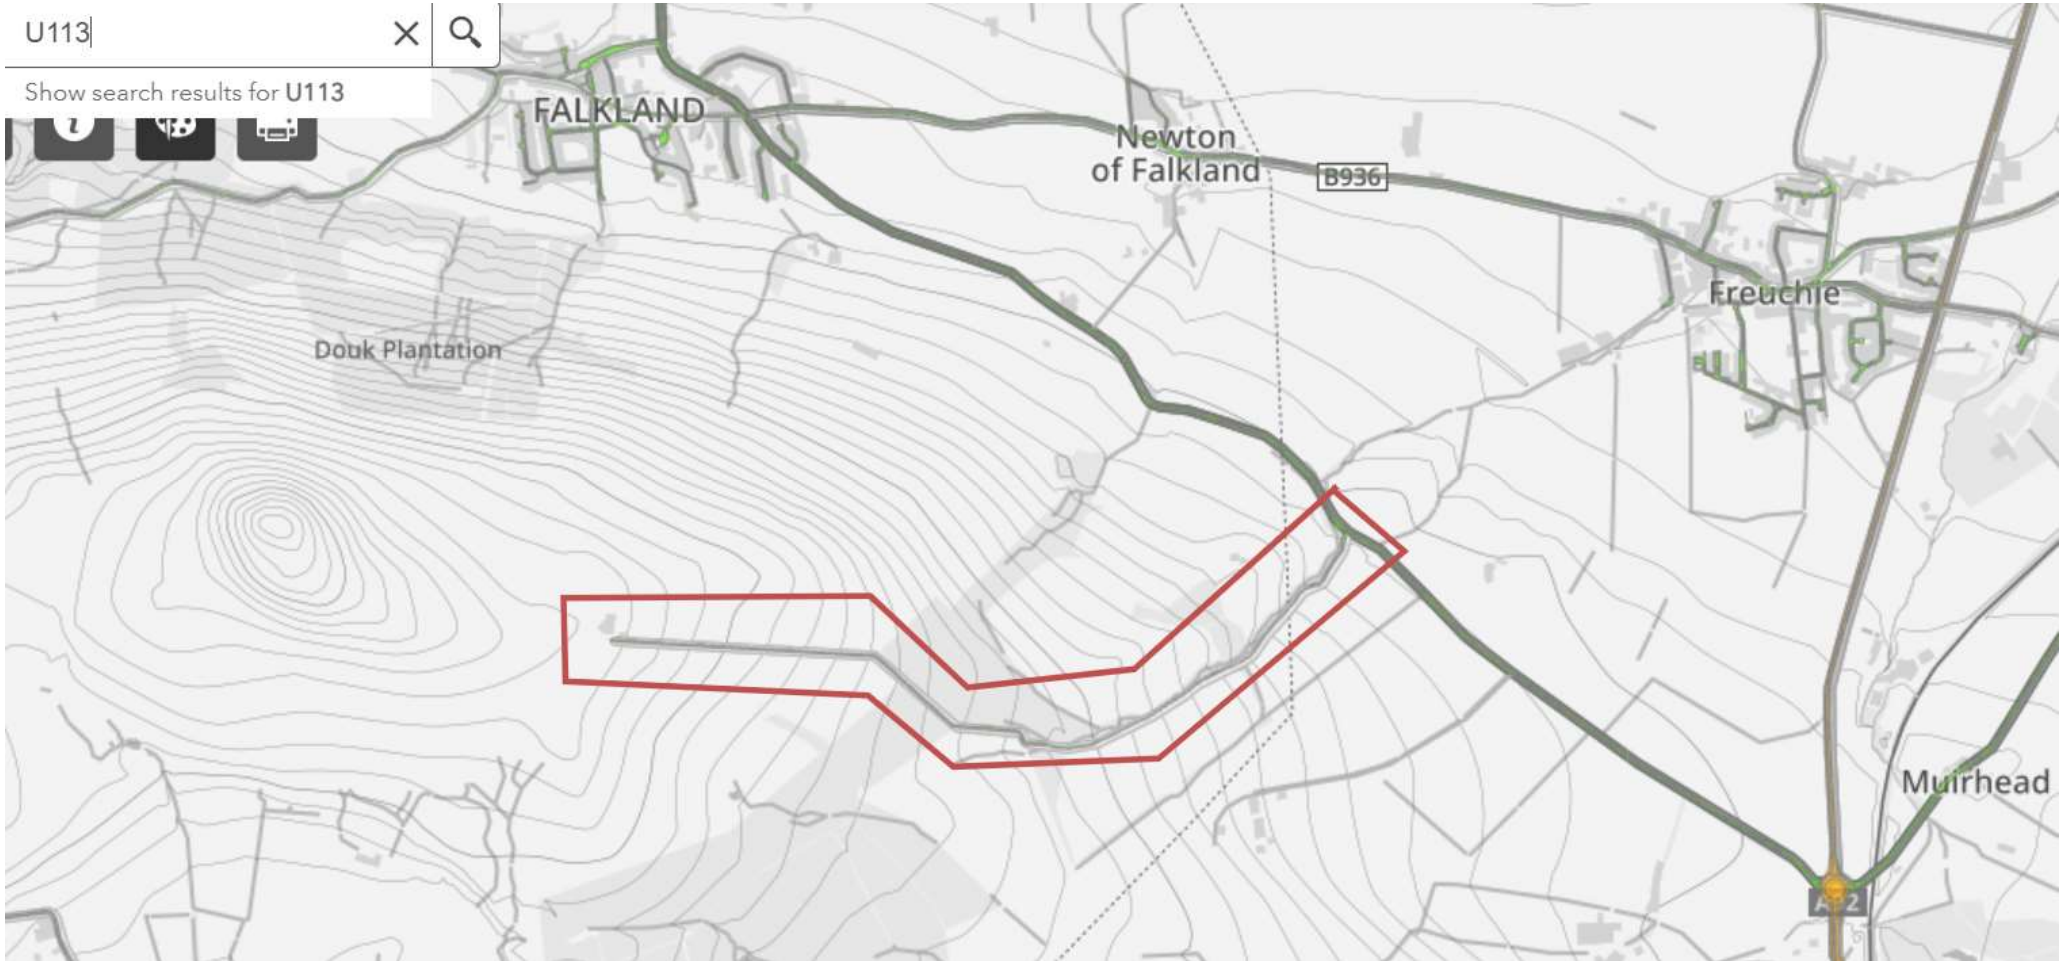 U113
Show search results for U113
FALKLAND
Newton
of Falkland
B936
Freuchie
Douk Plantation
Muirhead